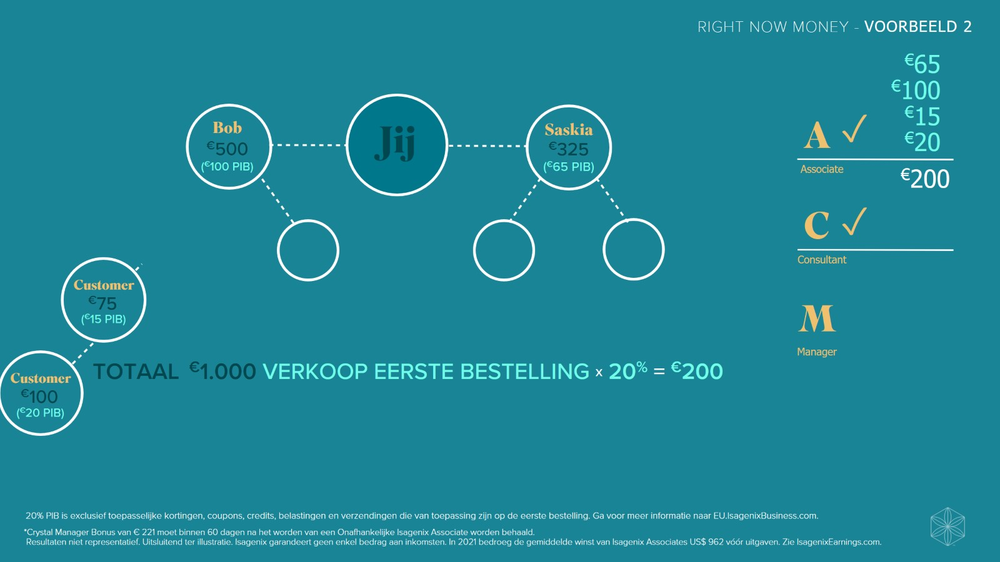 RIGHT NOW MONEY - VOORBEELD 2
€65
€100
€15
€20
€200
A ✓
Associate
C ✓
Consultant
M
Manager
Bob
€500
(€100 PIB)
Jij
Saskia
€325
(€65 PIB)
Customer
€75
(€15 PIB)
Customer
€100
(€20 PIB)
TOTAAL €1.000 VERKOOP EERSTE BESTELLING x 20% = €200
20% PIB is exclusief toepasselijke kortingen, coupons, credits, belastingen en verzendingen die van toepassing zijn op de eerste bestelling. Ga voor meer informatie naar EU.IsagenixBusiness.com.
*Crystal Manager Bonus van € 221 moet binnen 60 dagen na het worden van een Onafhankelijke Isagenix Associate worden behaald.
Resultaten niet representatief. Uitsluitend ter illustratie. Isagenix garandeert geen enkel bedrag aan inkomsten. In 2021 bedroeg de gemiddelde winst van Isagenix Associates US$ 962 vóór uitgaven. Zie IsagenixEarnings.com.